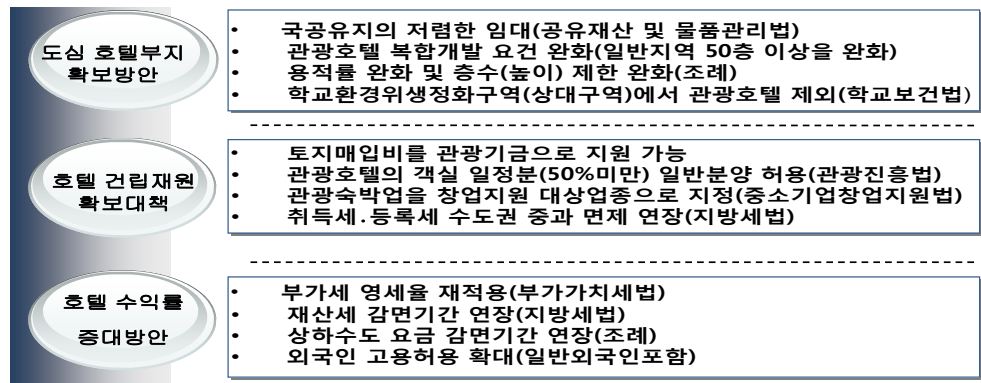 도심 호텔부지
확보방안
• 국공유지의 저렴한 임대(공유재산 및 물품관리법)
• 관광호텔 복합개발 요건 완화(일반지역 50층 이상을 완화)
• 용적률 완화 및 층수(높이) 제한 완화(조례)
• 학교환경위생정화구역(상대구역)에서 관광호텔 제외(학교보건법)
호텔 건립재원
확보대책
• 토지매입비를 관광기금으로 지원 가능
• 관광호텔의 객실 일정분(50%미만) 일반분양 허용(관광진흥법)
• 관광숙박업을 창업지원 대상업종으로 지정(중소기업창업지원법)
• 취득세.등록세 수도권 중과 면제 연장(지방세법)
호텔 수익률
증대방안
• 부가세 영세율 재적용(부가가치세법)
• 재산세 감면기간 연장(지방세법)
• 상하수도 요금 감면기간 연장(조례)
• 외국인 고용허용 확대(일반외국인포함)